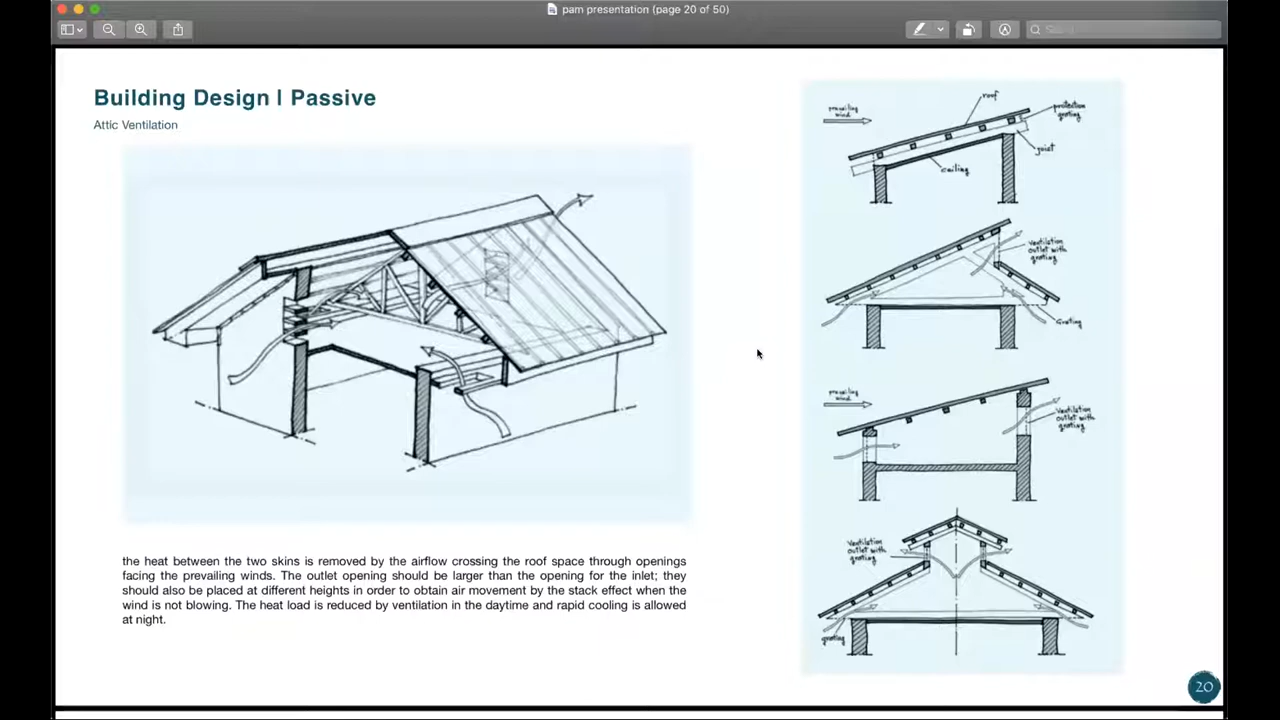 pam presentation (page 20 of 50)
Search
Building Design | Passive
Attic Ventilation
the heat between the two skins is removed by the airflow crossing the roof space through openings
facing the prevailing winds. The outlet opening should be larger than the opening for the inlet; they
should also be placed at different heights in order to obtain air movement by the stack effect when the
wind is not blowing. The heat load is reduced by ventilation in the daytime and rapid cooling is allowed
at night.
prevailing
wind
roof
protection
grating
joist
ceiling
Ventilation
outlet with
grating
Grating
prevailing
wind
Ventilation
outlet with
grating
Ventilation
outlet with
grating
grating
20